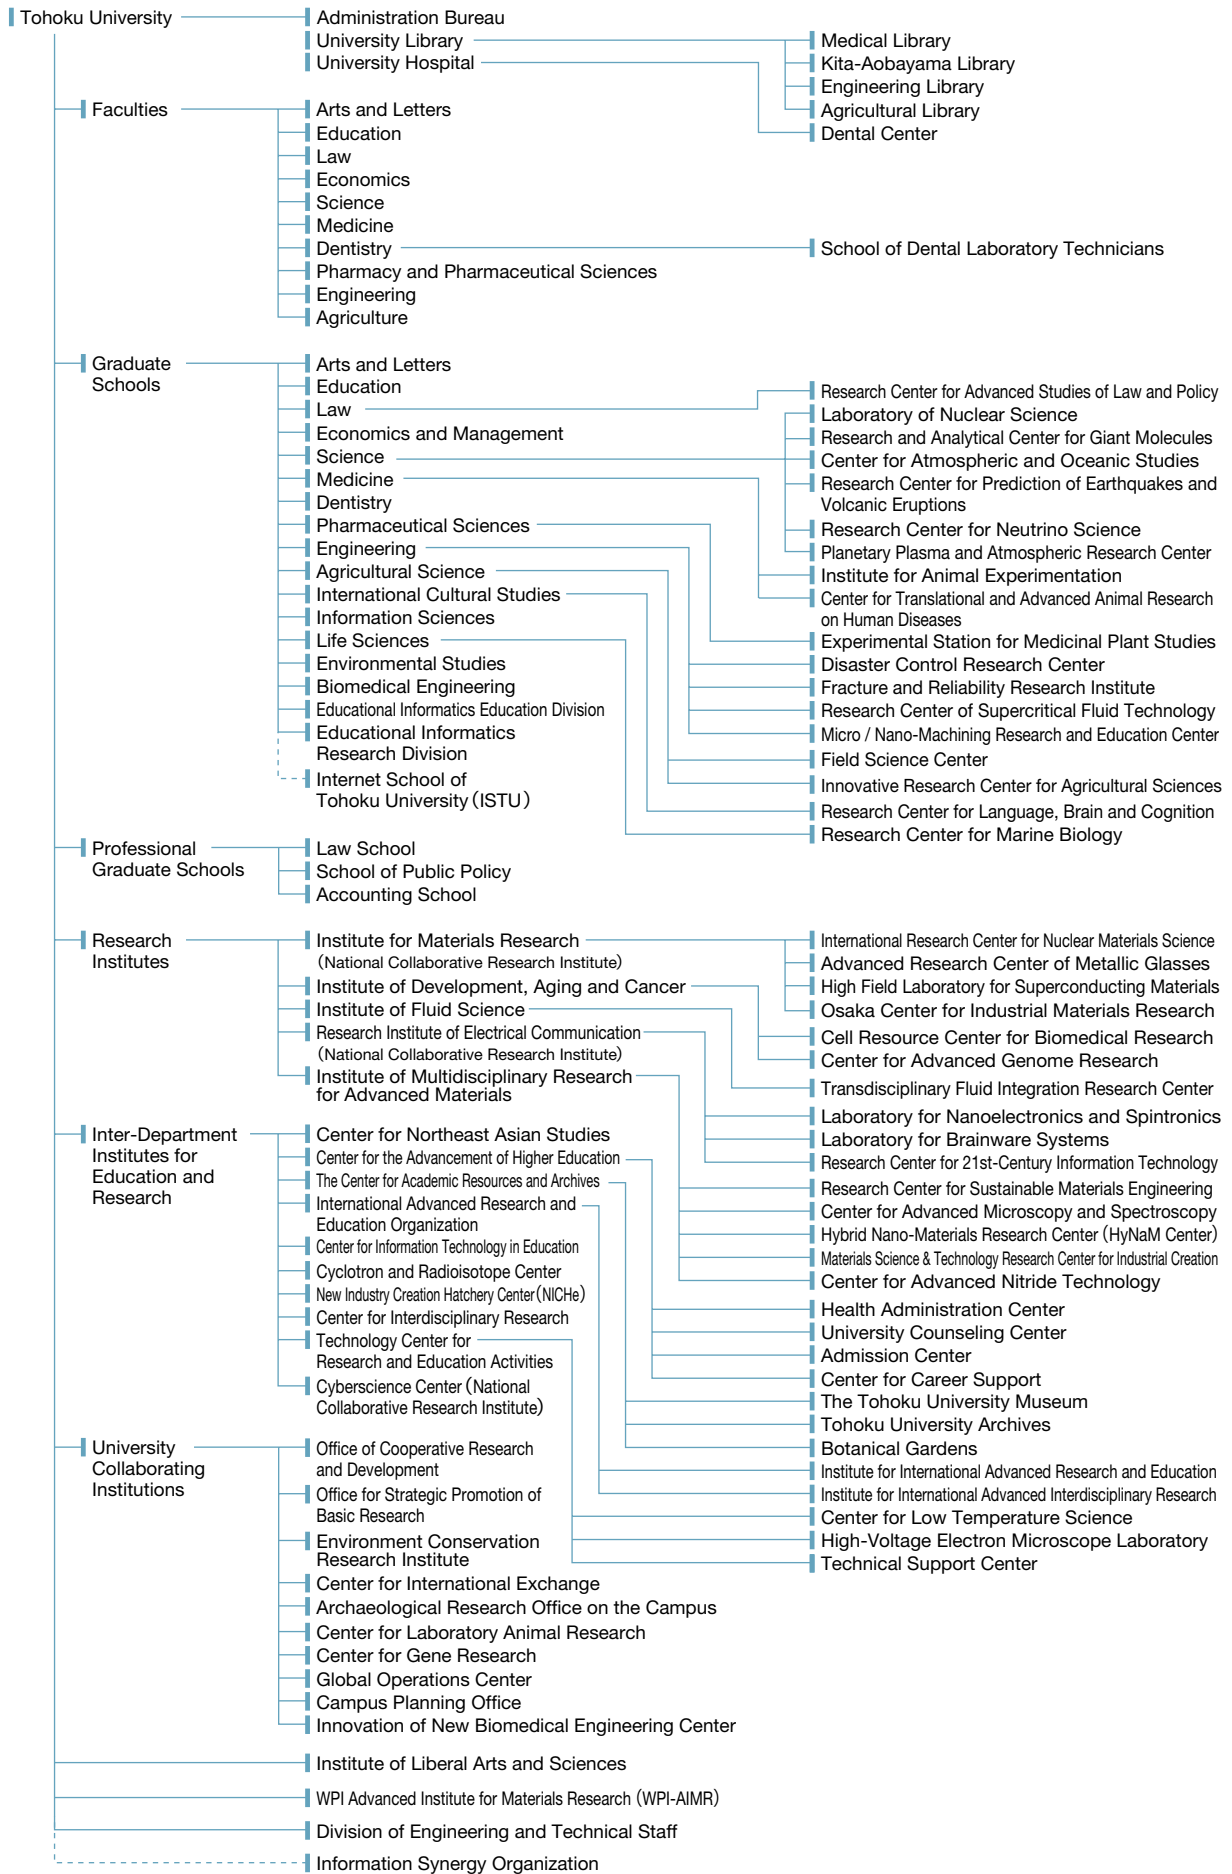 Tohoku University
Administration Bureau
University Library
University Hospital
Medical Library
Kita-Aobayama Library
Engineering Library
Agricultural Library
Dental Center
Faculties
Arts and Letters
Education
Law
Economics
Science
Medicine
Dentistry
School of Dental Laboratory Technicians
Pharmacy and Pharmaceutical Sciences
Engineering
Agriculture
Graduate
Schools
Arts and Letters
Education
Law
Economics and Management
Science
Medicine
Dentistry
Pharmaceutical Sciences
Engineering
Agricultural Science
International Cultural Studies
Information Sciences
Life Sciences
Environmental Studies
Biomedical Engineering
Educational Informatics Education Division
Educational Informatics
Research Division
Internet School of
Tohoku University (ISTU)
Research Center for Advanced Studies of Law and Policy
Laboratory of Nuclear Science
Research and Analytical Center for Giant Molecules
Center for Atmospheric and Oceanic Studies
Research Center for Prediction of Earthquakes and
Volcanic Eruptions
Research Center for Neutrino Science
Planetary Plasma and Atmospheric Research Center
Institute for Animal Experimentation
Center for Translational and Advanced Animal Research
on Human Diseases
Experimental Station for Medicinal Plant Studies
Disaster Control Research Center
Fracture and Reliability Research Institute
Research Center of Supercritical Fluid Technology
Micro / Nano-Machining Research and Education Center
Field Science Center
Innovative Research Center for Agricultural Sciences
Research Center for Language, Brain and Cognition
Research Center for Marine Biology
Professional
Graduate Schools
Law School
School of Public Policy
Accounting School
Research
Institutes
Institute for Materials Research
(National Collaborative Research Institute)
Institute of Development, Aging and Cancer
Institute of Fluid Science
Research Institute of Electrical Communication
(National Collaborative Research Institute)
Institute of Multidisciplinary Research
for Advanced Materials
International Research Center for Nuclear Materials Science
Advanced Research Center of Metallic Glasses
High Field Laboratory for Superconducting Materials
Osaka Center for Industrial Materials Research
Cell Resource Center for Biomedical Research
Center for Advanced Genome Research
Transdisciplinary Fluid Integration Research Center
Laboratory for Nanoelectronics and Spintronics
Laboratory for Brainware Systems
Research Center for 21st-Century Information Technology
Research Center for Sustainable Materials Engineering
Center for Advanced Microscopy and Spectroscopy
Hybrid Nano-Materials Research Center (HyNaM Center)
Materials Science & Technology Research Center for Industrial Creation
Center for Advanced Nitride Technology
Inter-Department
Institutes for
Education and
Research
Center for Northeast Asian Studies
Center for the Advancement of Higher Education
The Center for Academic Resources and Archives
International Advanced Research and
Education Organization
Center for Information Technology in Education
Cyclotron and Radioisotope Center
New Industry Creation Hatchery Center (NICHe)
Center for Interdisciplinary Research
Technology Center for
Research and Education Activities
Cyberscience Center (National
Collaborative Research Institute)
Health Administration Center
University Counseling Center
Admission Center
Center for Career Support
The Tohoku University Museum
Tohoku University Archives
Botanical Gardens
Institute for International Advanced Research and Education
Institute for International Advanced Interdisciplinary Research
Center for Low Temperature Science
High-Voltage Electron Microscope Laboratory
Technical Support Center
University
Collaborating
Institutions
Office of Cooperative Research
and Development
Office for Strategic Promotion of
Basic Research
Environment Conservation
Research Institute
Center for International Exchange
Archaeological Research Office on the Campus
Center for Laboratory Animal Research
Center for Gene Research
Global Operations Center
Campus Planning Office
Innovation of New Biomedical Engineering Center
Institute of Liberal Arts and Sciences
WPI Advanced Institute for Materials Research (WPI-AIMR)
Division of Engineering and Technical Staff
Information Synergy Organization